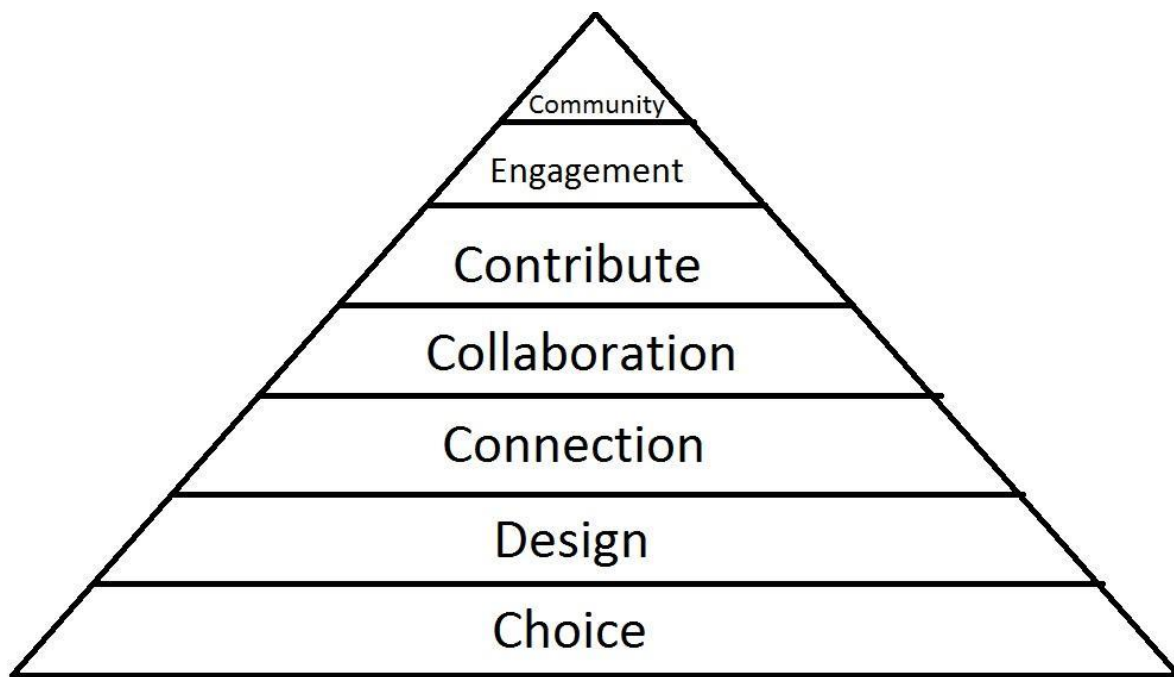 Community
Engagement
Contribute
Collaboration
Connection
Design
Choice